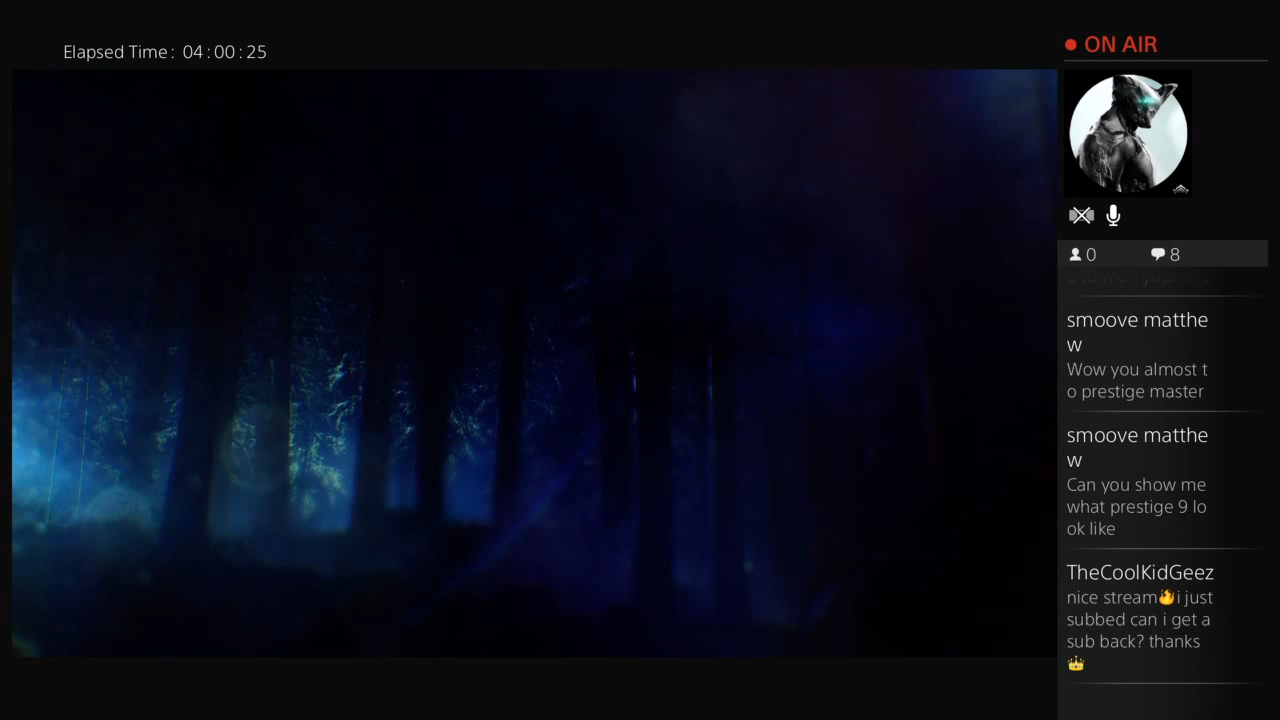 Elapsed Time: 04:00:25
ON AIR
0 8
smoove matthe
w
Wow you almost t
o prestige master
smoove matthe
w
Can you show me
what prestige 9 lo
ok like
TheCoolKidGeez
nice stream🔥i just
subbed can i get a
sub back? thanks
👑